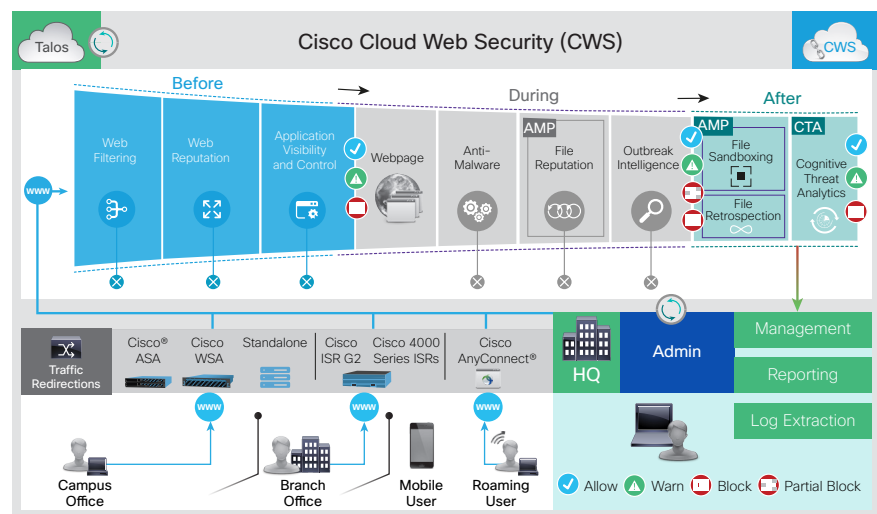 Talos
Cisco Cloud Web Security (CWS)
CWS
Before
During
After
www
Web
Filtering
Web
Reputation
Application
Visibility
and Control
Webpage
Anti-
Malware
AMP
File
Reputation
Outbreak
Intelligence
AMP
File
Sandboxing
File
Retrospection
CTA
Cognitive
Threat
Analytics
Traffic
Redirections
Cisco®
ASA
Cisco
WSA
Standalone
Cisco
ISR G2
Cisco 4000
Series ISRs
Cisco
AnyConnect®
HQ
Admin
Management
Reporting
Log Extraction
www
www
www
Campus
Office
Branch
Office
Mobile
User
Roaming
User
Allow
Warn
Block
Partial Block